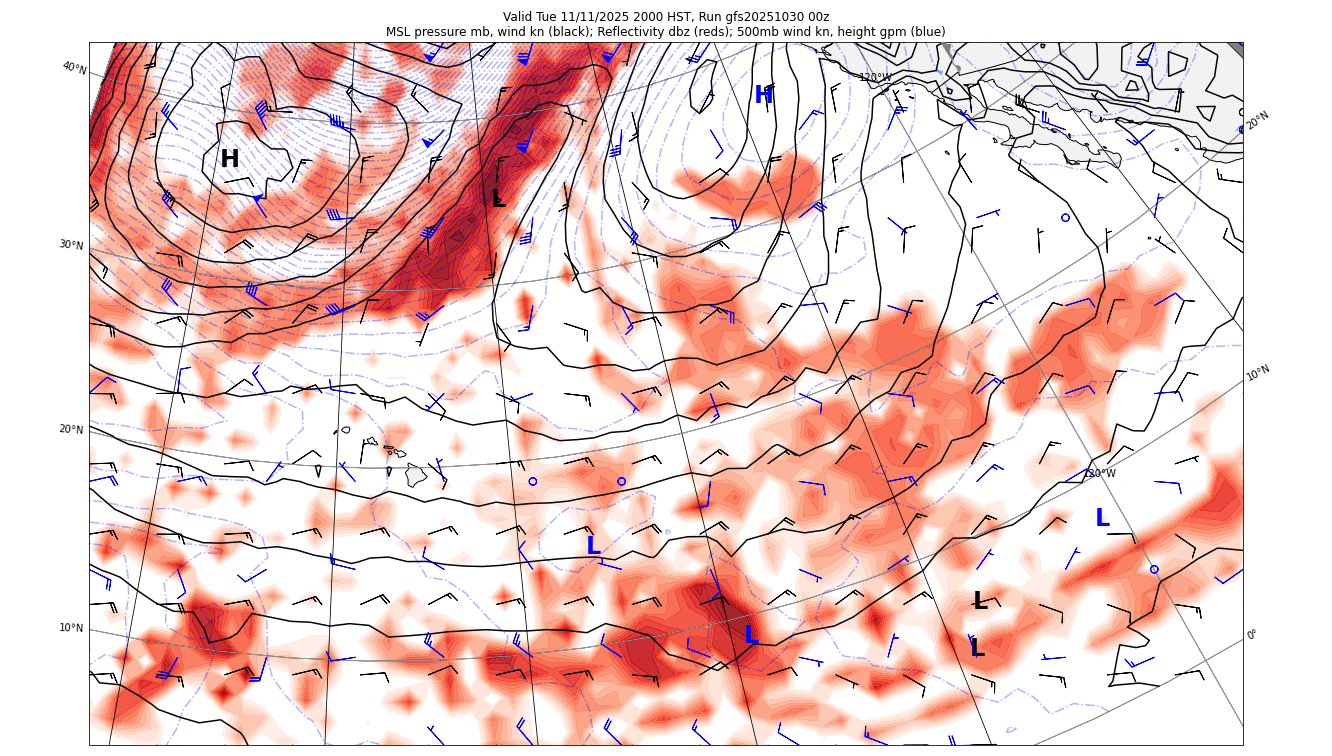 Valid Tue 11/11/2025 2000 HST, Run gfs20251030 00z
MSL pressure mb, wind kn (black); Reflectivity dbz (reds); 500mb wind kn, height gpm (blue)
40°N
120°W
H
20°N
H
L
30°N
10°N
20°N
120°W
L
L
L
10°N
L
0°
L